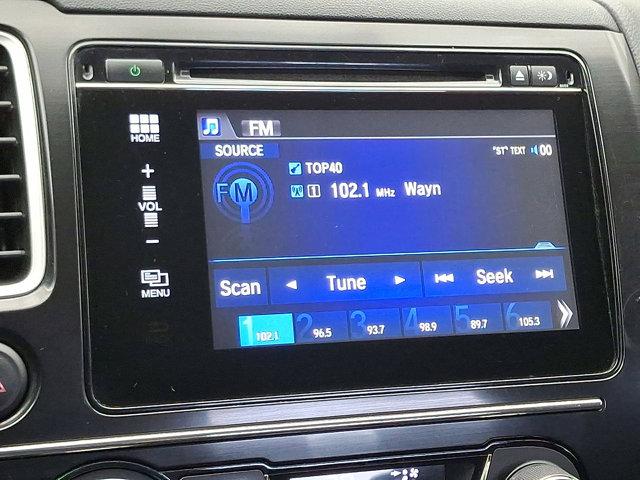 HOME
+
VOL
−
MENU
FM
SOURCE
"ST" TEXT 00
FM
TOP40
1 102.1 MHz Wayn
Scan Tune Seek
1 102.1 2 96.5 3 93.7 4 98.9 5 89.7 6 105.3